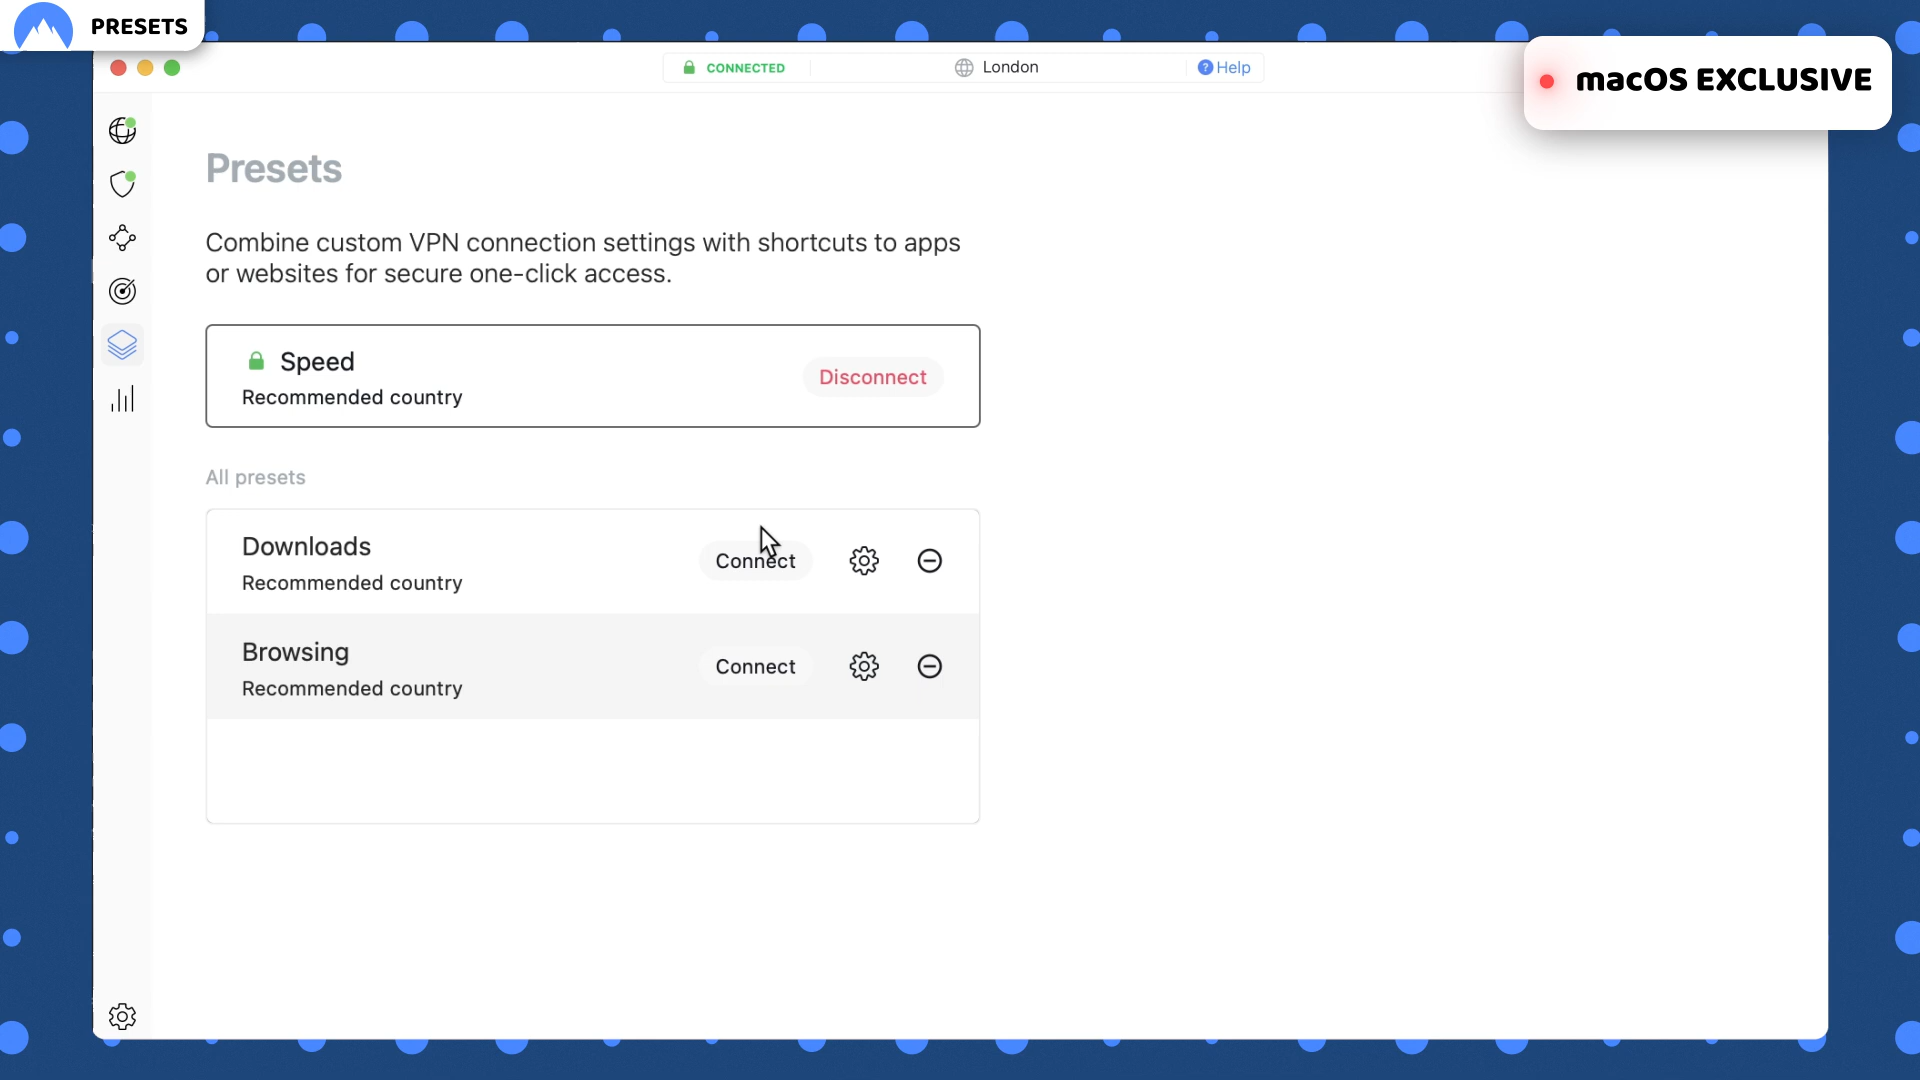 PRESETS
CONNECTED
London
? Help
macOS EXCLUSIVE
Presets
Combine custom VPN connection settings with shortcuts to apps
or websites for secure one-click access.
Speed
Recommended country
Disconnect
All presets
Downloads
Recommended country
Connect
Browsing
Recommended country
Connect